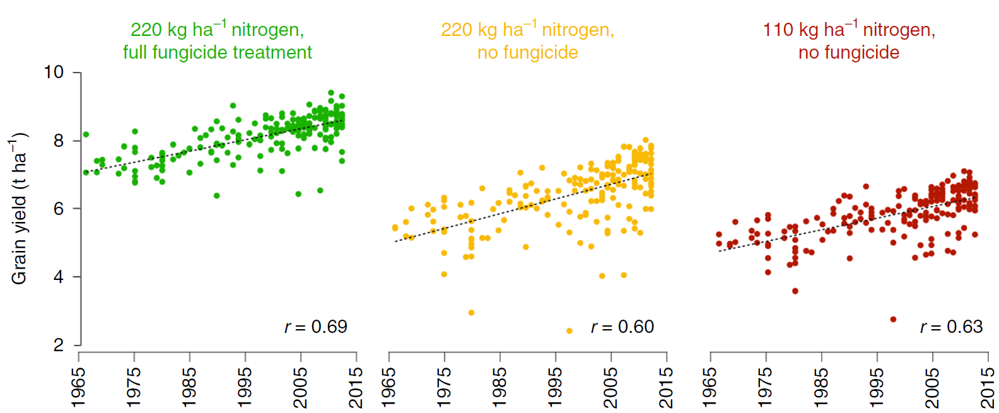 220 kg ha⁻¹ nitrogen,
full fungicide treatment
220 kg ha⁻¹ nitrogen,
no fungicide
110 kg ha⁻¹ nitrogen,
no fungicide
Grain yield (t ha⁻¹)
10
8
6
4
2
r = 0.69
r = 0.60
r = 0.63
1965
1975
1985
1995
2005
2015
1965
1975
1985
1995
2005
2015
1965
1975
1985
1995
2005
2015